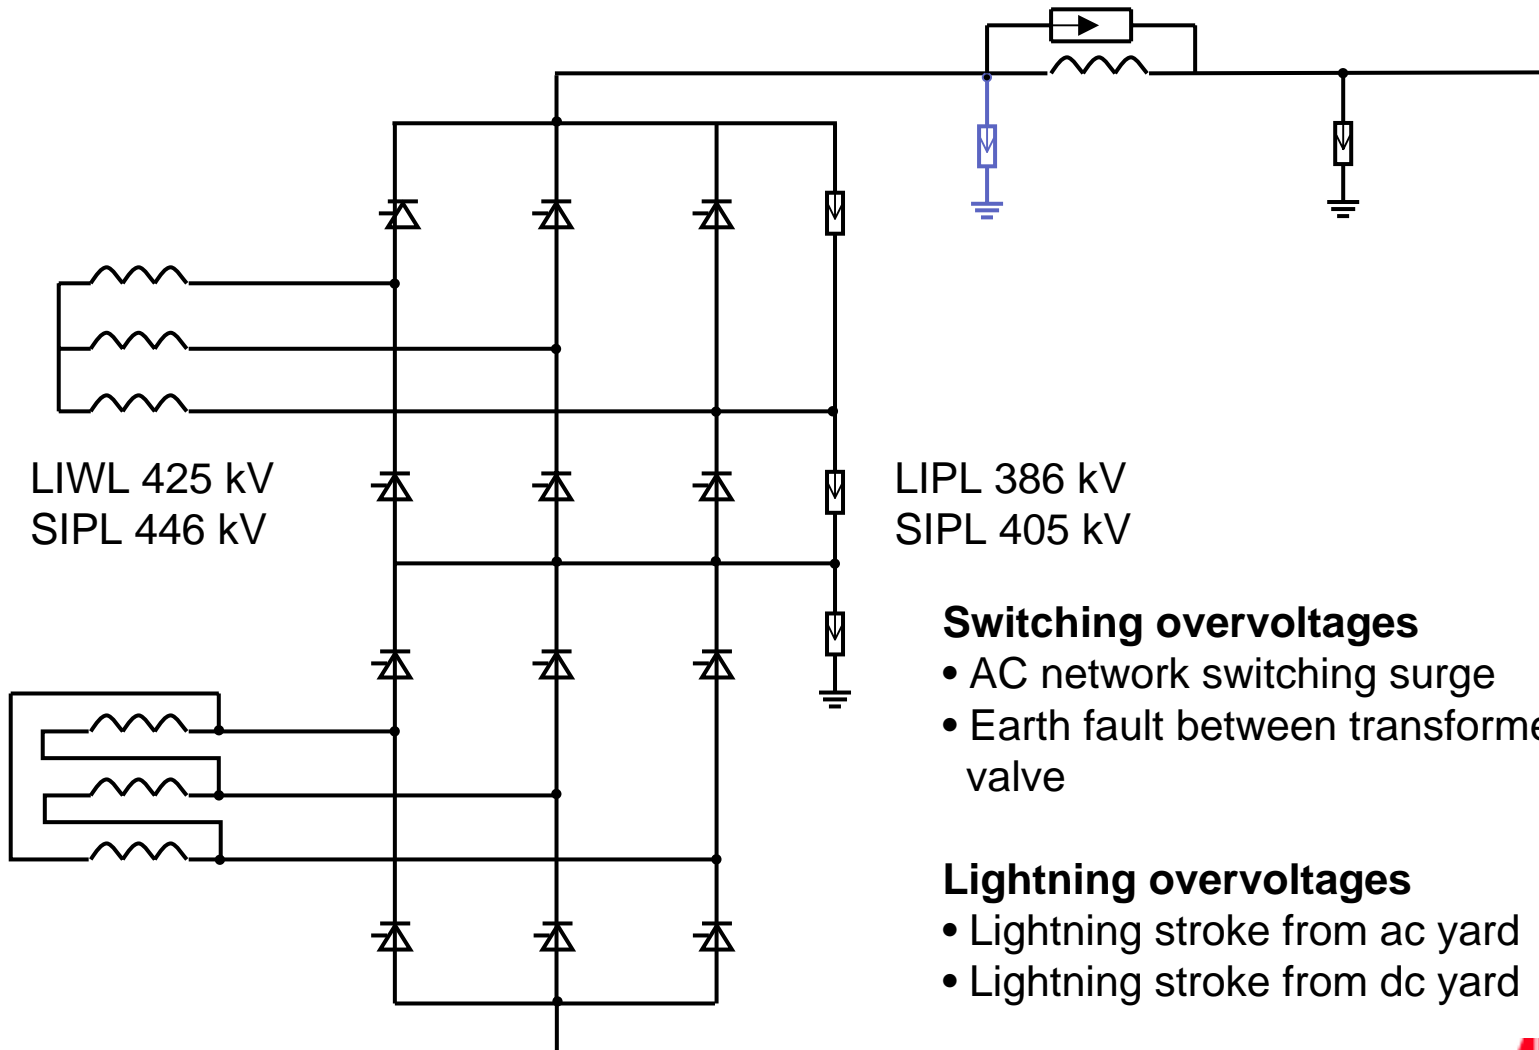 LIWL 425 kV
SIPL 446 kV
LIPL 386 kV
SIPL 405 kV
Switching overvoltages
• AC network switching surge
• Earth fault between transforme
valve
Lightning overvoltages
• Lightning stroke from ac yard
• Lightning stroke from dc yard